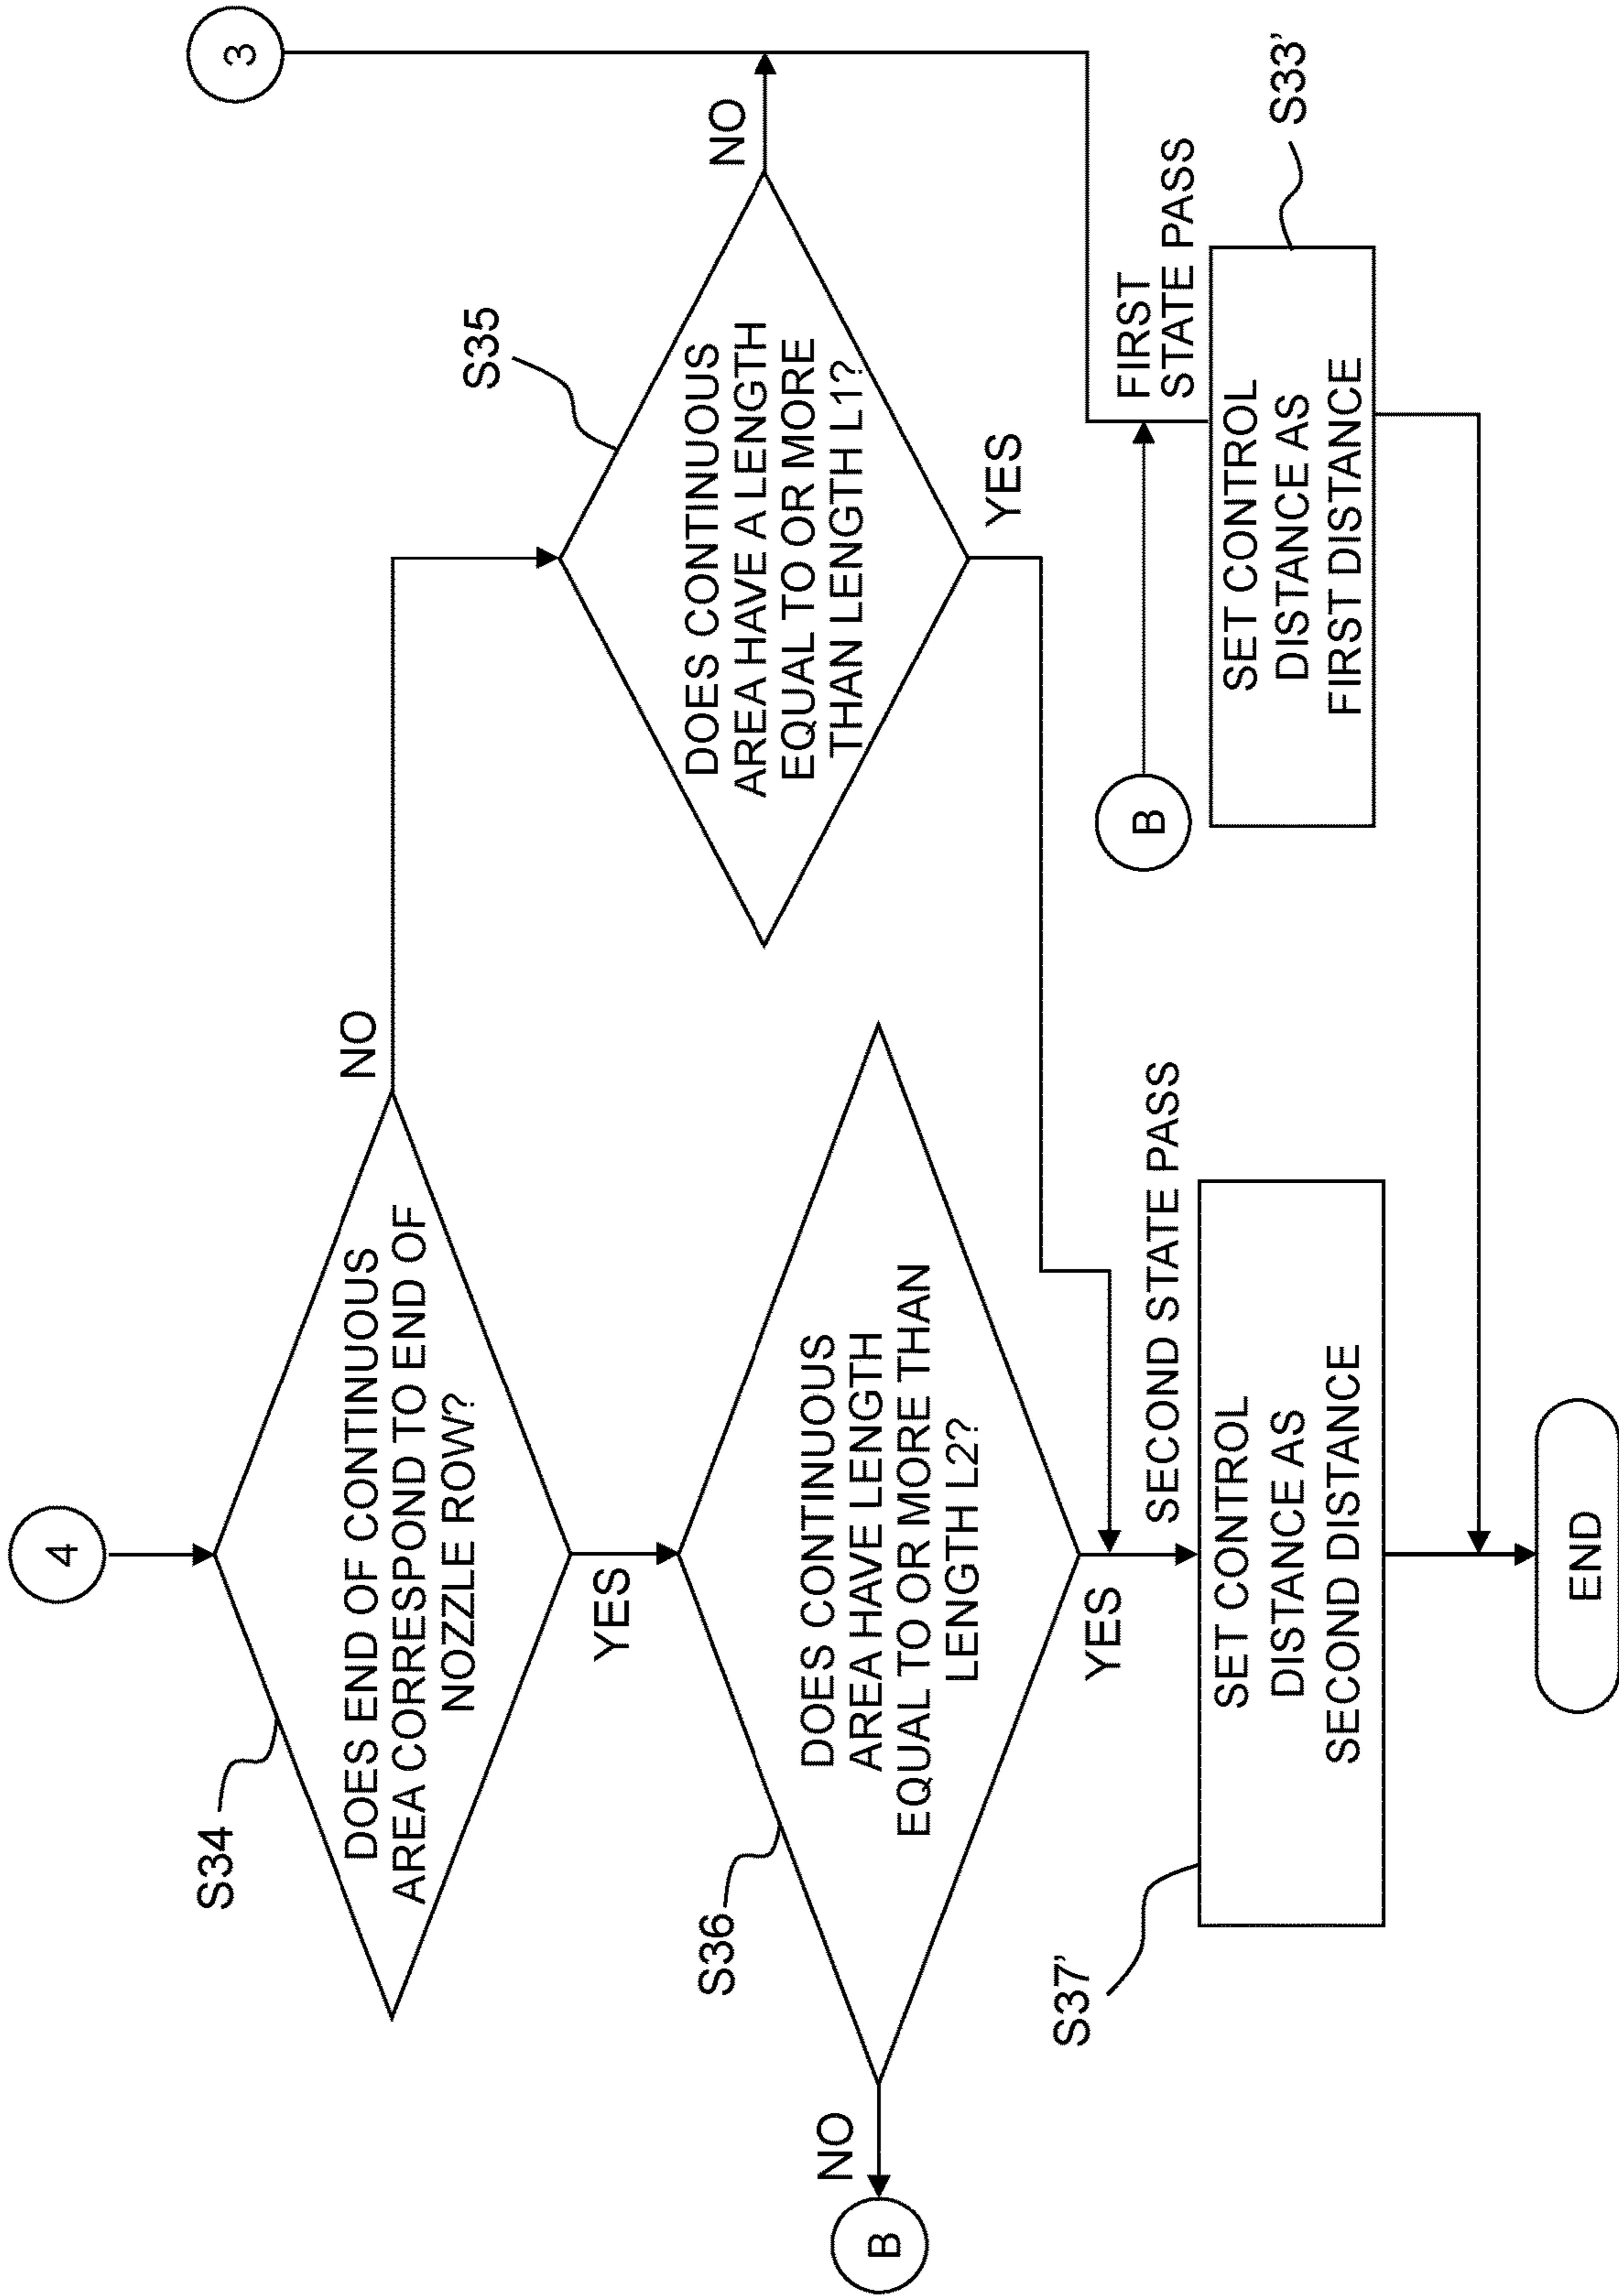 4
3
S34
DOES END OF CONTINUOUS
AREA CORRESPOND TO END OF
NOZZLE ROW?
NO
YES
S35
DOES CONTINUOUS
AREA HAVE A LENGTH
EQUAL TO OR MORE
THAN LENGTH L1?
NO
YES
S36
DOES CONTINUOUS
AREA HAVE LENGTH
EQUAL TO OR MORE THAN
LENGTH L2?
NO
B
YES
SECOND STATE PASS
S37'
SET CONTROL
DISTANCE AS
SECOND DISTANCE
B
FIRST
STATE PASS
S33'
SET CONTROL
DISTANCE AS
FIRST DISTANCE
END